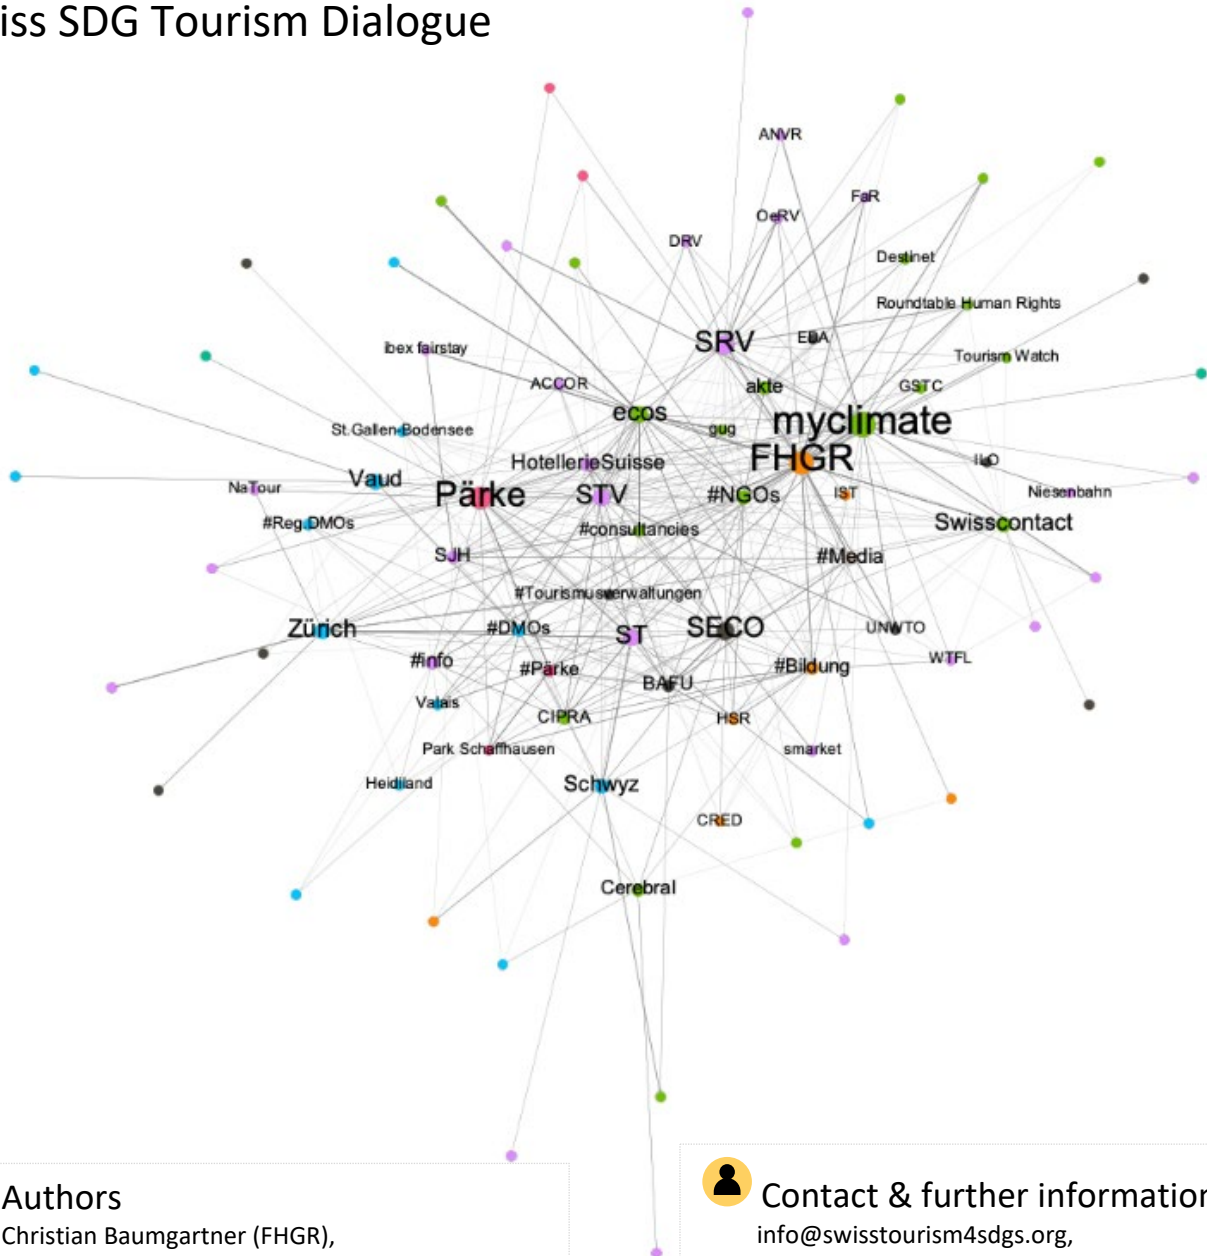 iss SDG Tourism Dialogue
ANVR
FaR
OeRV
DRV
Destinet
Roundtable Human Rights
SRV
EDA
ibex fairstay
Tourism Watch
ACCOR
akte
GSTC
ecos
myclimate
gug
St.Gallen-Bodensee
FHGR
HotellerieSuisse
ILO
Vaud
NaTour
Pärke
STV
#NGOs
IST
Niesenbahn
#Reg.DMOs
#consultancies
Swisscontact
SJH
#Media
#Tourismusverwaltungen
Zürich
#DMOs
ST
SECO
UNWTO
#info
#Pärke
#Bildung
WTFL
BAFU
Valais
CIPRA
HSR
Park Schaffhausen
smarket
Heidiland
Schwyz
CRED
Cerebral
Authors
Christian Baumgartner (FHGR),
Contact & further information
info@swisstourism4sdgs.org,